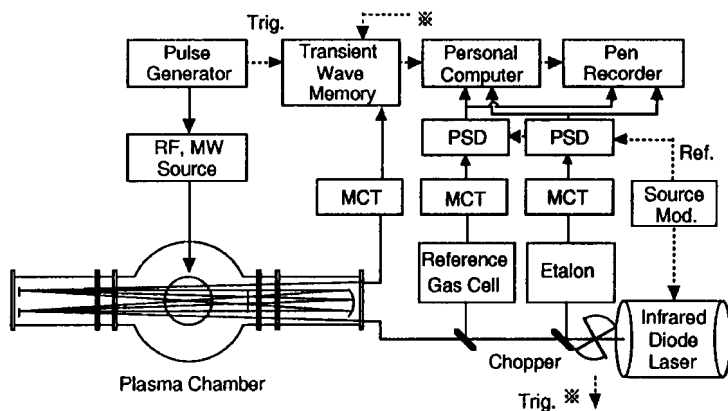 Trig.
※
Pulse
Generator
Transient
Wave
Memory
Personal
Computer
Pen
Recorder
RF, MW
Source
PSD
PSD
Ref.
MCT
MCT
MCT
Source
Mod.
Reference
Gas Cell
Etalon
Infrared
Diode
Laser
Chopper
Plasma Chamber
Trig. ※